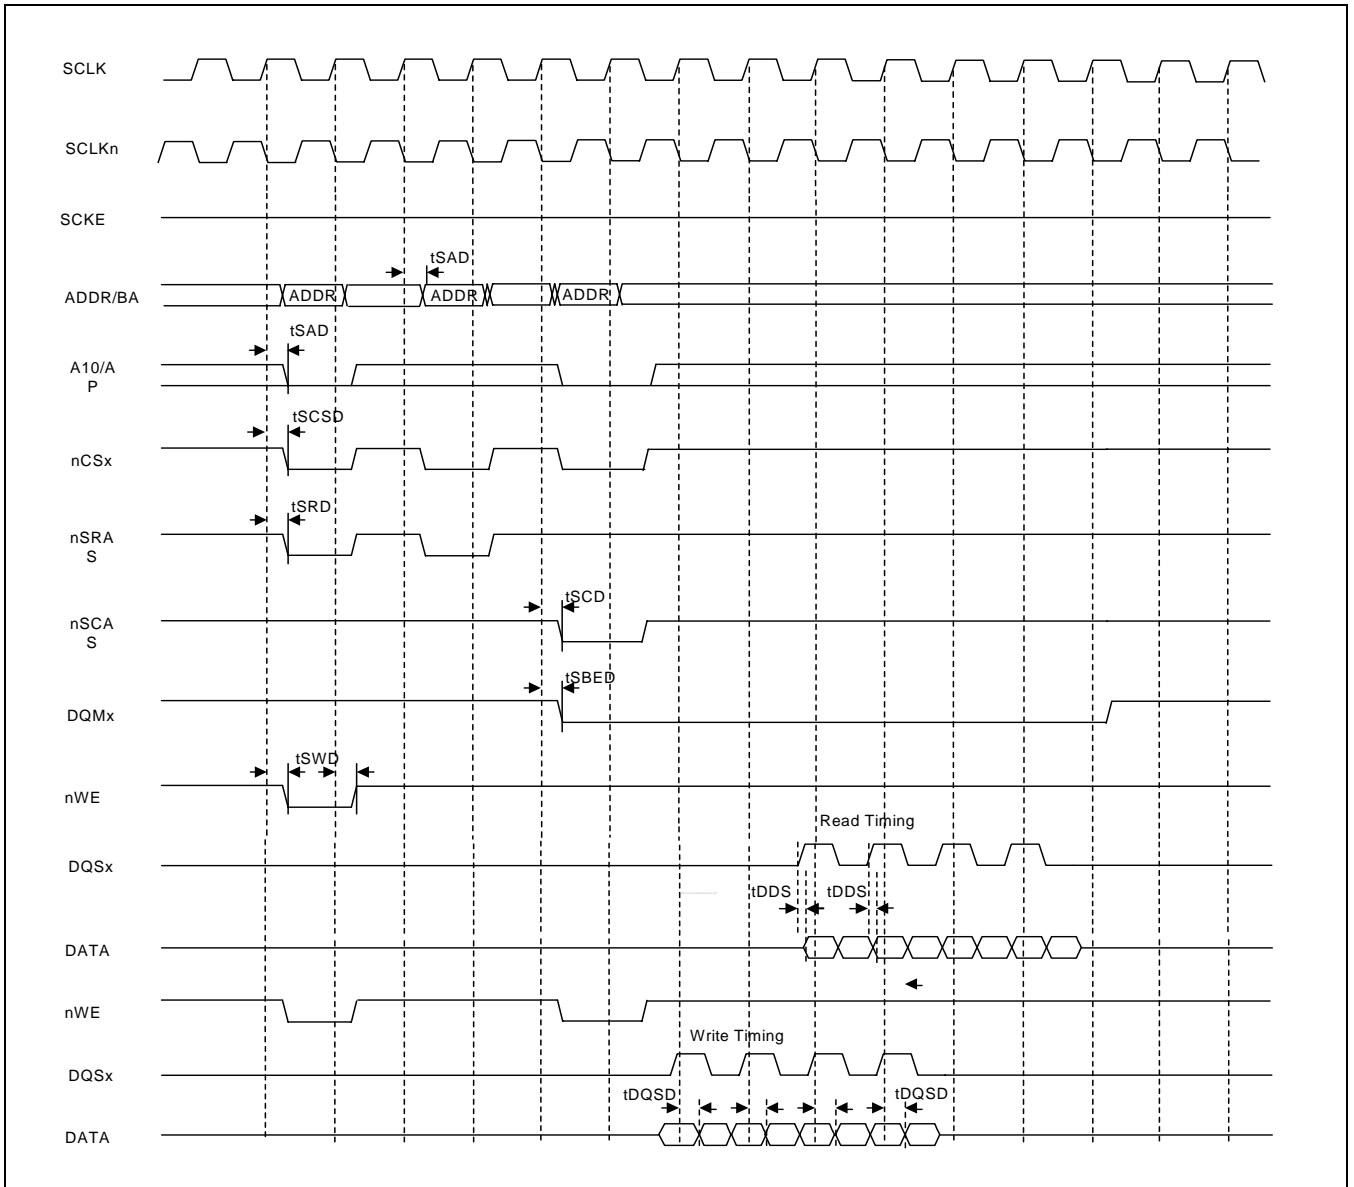 SCLK
SCLKn
SCKE
tSAD
ADDR/BA
ADDR
ADDR
ADDR
tSAD
A10/A
P
tSCSD
nCSx
tSRD
nSRA
S
tSCD
nSCA
S
tSBED
DQMx
tSWD
nWE
Read Timing
DQSx
tDDS
tDDS
DATA
nWE
Write Timing
DQSx
tDQSD
tDQSD
DATA